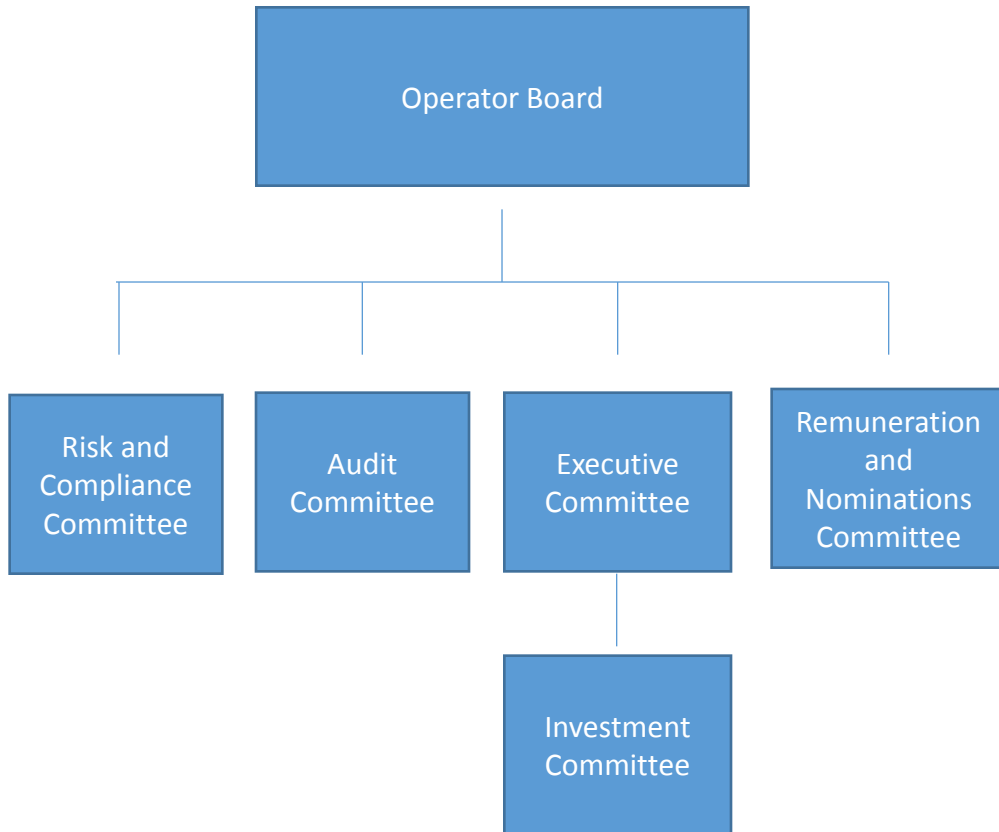 Operator Board
Risk and
Compliance
Committee
Audit
Committee
Executive
Committee
Remuneration
and
Nominations
Committee
Investment
Committee